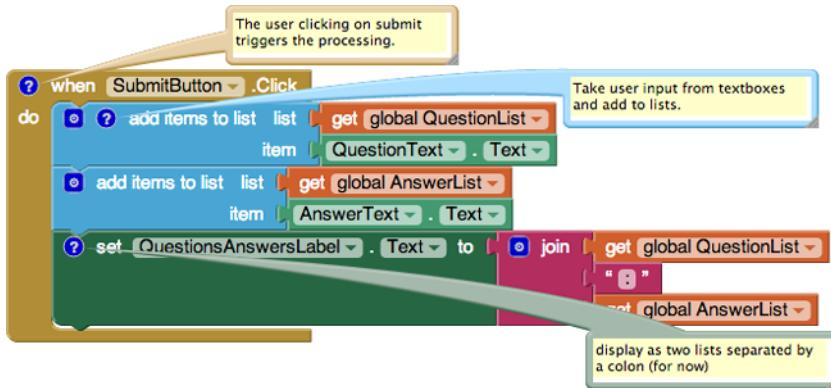 The user clicking on submit
triggers the processing.
? when SubmitButton .Click
Take user input from textboxes
and add to lists.
do ? add items to list list get global QuestionList
item QuestionText . Text
add items to list list get global AnswerList
item AnswerText . Text
? set QuestionsAnswersLabel . Text to join get global QuestionList
" : "
get global AnswerList
display as two lists separated by
a colon (for now)